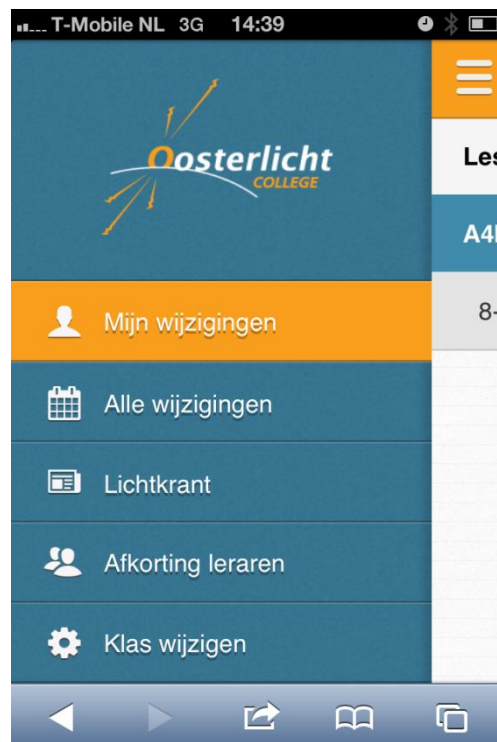 T-Mobile NL 3G 14:39
Oosterlicht
COLLEGE
Les
A4
8-
Mijn wijzigingen
Alle wijzigingen
Lichtkrant
Afkorting leraren
Klas wijzigen